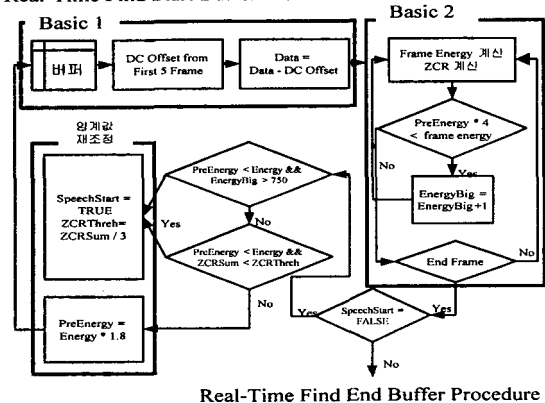 Real-Time Find Start Buffer
Basic 1
버퍼
DC Offset from
First 5 Frame
Data =
Data - DC Offset
Basic 2
Frame Energy 계산
ZCR 계산
PreEnergy * 4
< frame energy
No
Yes
EnergyBig =
EnergyBig+1
End Frame
No
Yes
임계값
재조정
SpeechStart =
TRUE
ZCRThreh=
ZCRSum / 3
Yes
PreEnergy < Energy &&
EnergyBig > 750
No
PreEnergy < Energy &&
ZCRSum < ZCRThreh
No
PreEnergy =
Energy * 1.8
Yes
SpeechStart =
FALSE
No
Real-Time Find End Buffer Procedure